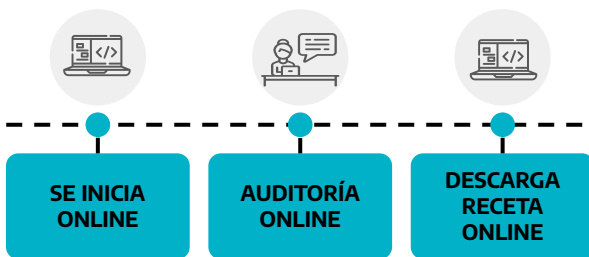 SE INICIA
ONLINE
AUDITORÍA
ONLINE
DESCARGA
RECETA
ONLINE